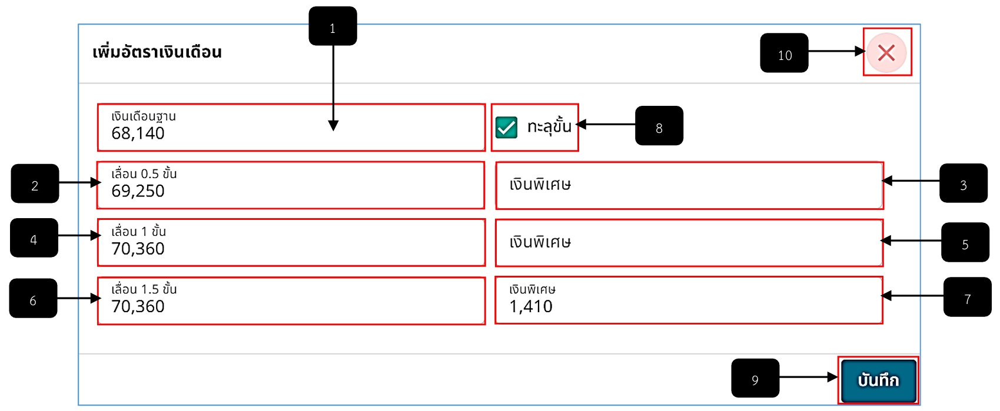 1
เพิ่มอัตราเงินเดือน
10
เงินเดือนฐาน
68,140
ทะลุขั้น
8
2
เลื่อน 0.5 ขั้น
69,250
เงินพิเศษ
3
4
เลื่อน 1 ขั้น
70,360
เงินพิเศษ
5
6
เลื่อน 1.5 ขั้น
70,360
เงินพิเศษ
1,410
7
9
บันทึก